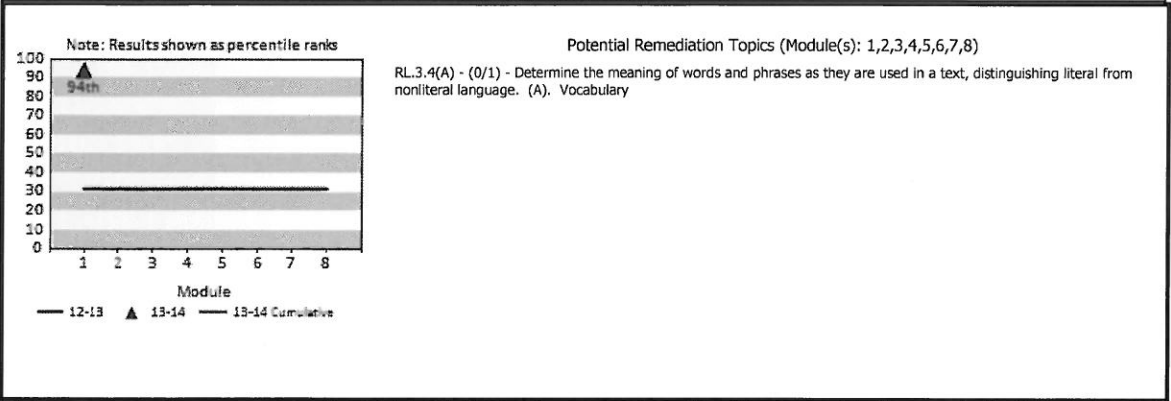 Note: Results shown as percentile ranks
100
90
80
70
60
50
40
30
20
10
0
94th
1 2 3 4 5 6 7 8
Module
12-13 13-14 13-14 Cumulative
Potential Remediation Topics (Module(s): 1,2,3,4,5,6,7,8)
RL.3.4(A) - (0/1) - Determine the meaning of words and phrases as they are used in a text, distinguishing literal from
nonliteral language. (A). Vocabulary